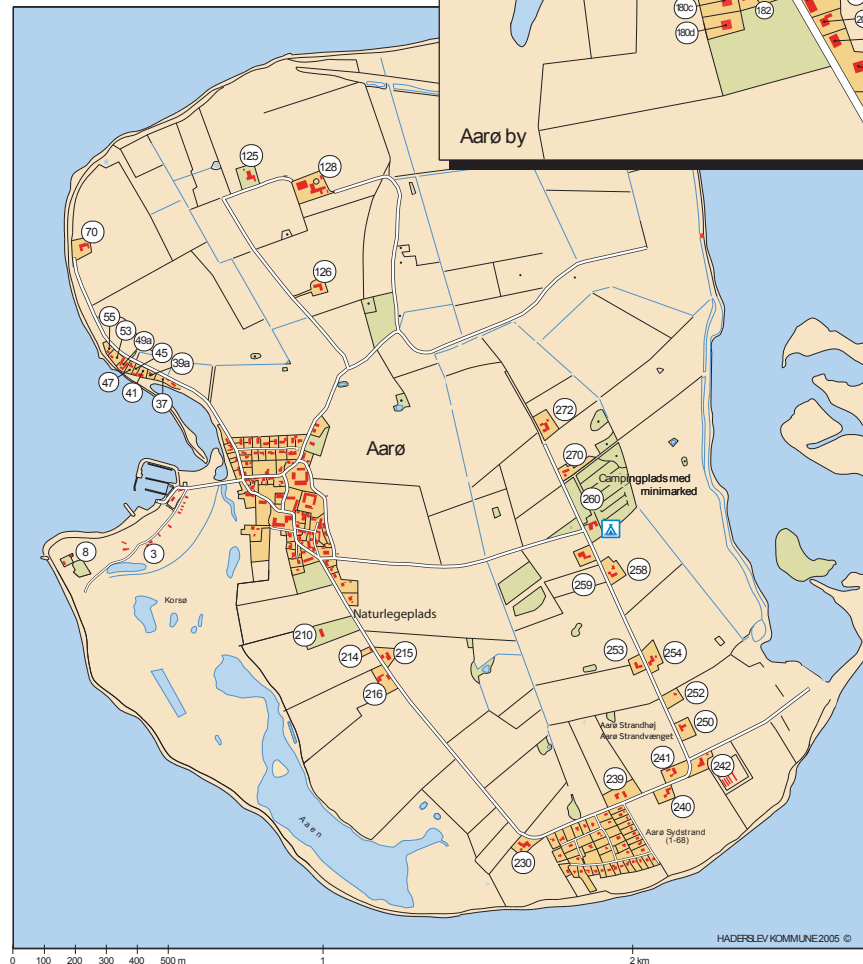 180c
182
180d
Aarø by
125
128
70
126
55
53
49a
45
39a
47
41
37
272
Aarø
270
Campingplads med
minimarked
260
8
3
259
258
Korsø
Naturlegeplads
210
214
215
253
254
216
252
Aarø Strandhøj
Aarø Strandvænget
250
241
242
239
240
Aaen
Aarø Sydstrand
(1-68)
230
HADERSLEV KOMMUNE 2005 ©
0 100 200 300 400 500 m 1 2 km